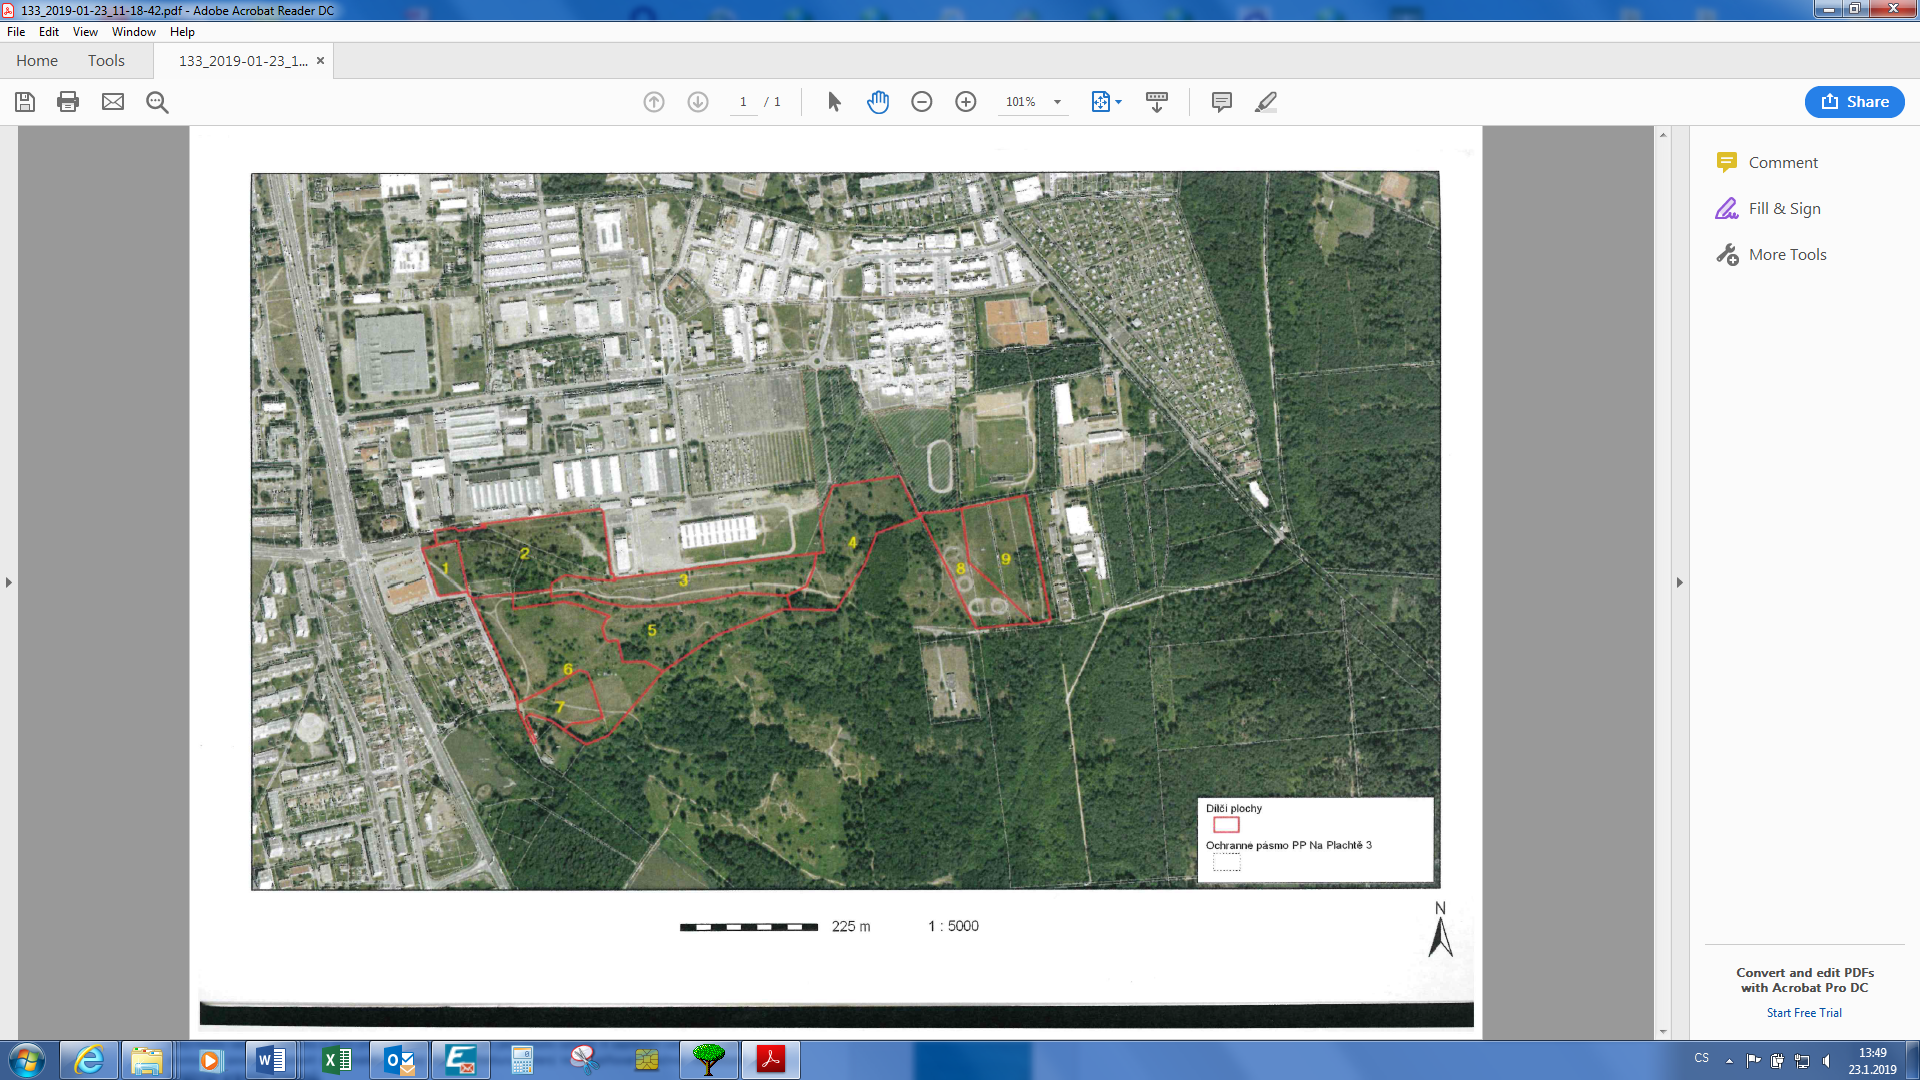 133_2019-01-23_11-18-42.pdf - Adobe Acrobat Reader DC
File Edit View Window Help
Home Tools 133_2019-01-23_1... ×
1 / 1 101% Share
Comment
Fill & Sign
More Tools
1
2
3
4
5
6
7
8
9
Dílčí plochy
Ochranné pásmo PP Na Plachtě 3
225 m 1 : 5000
N
Convert and edit PDFs
with Acrobat Pro DC
Start Free Trial
CS 13:49
23.1.2019